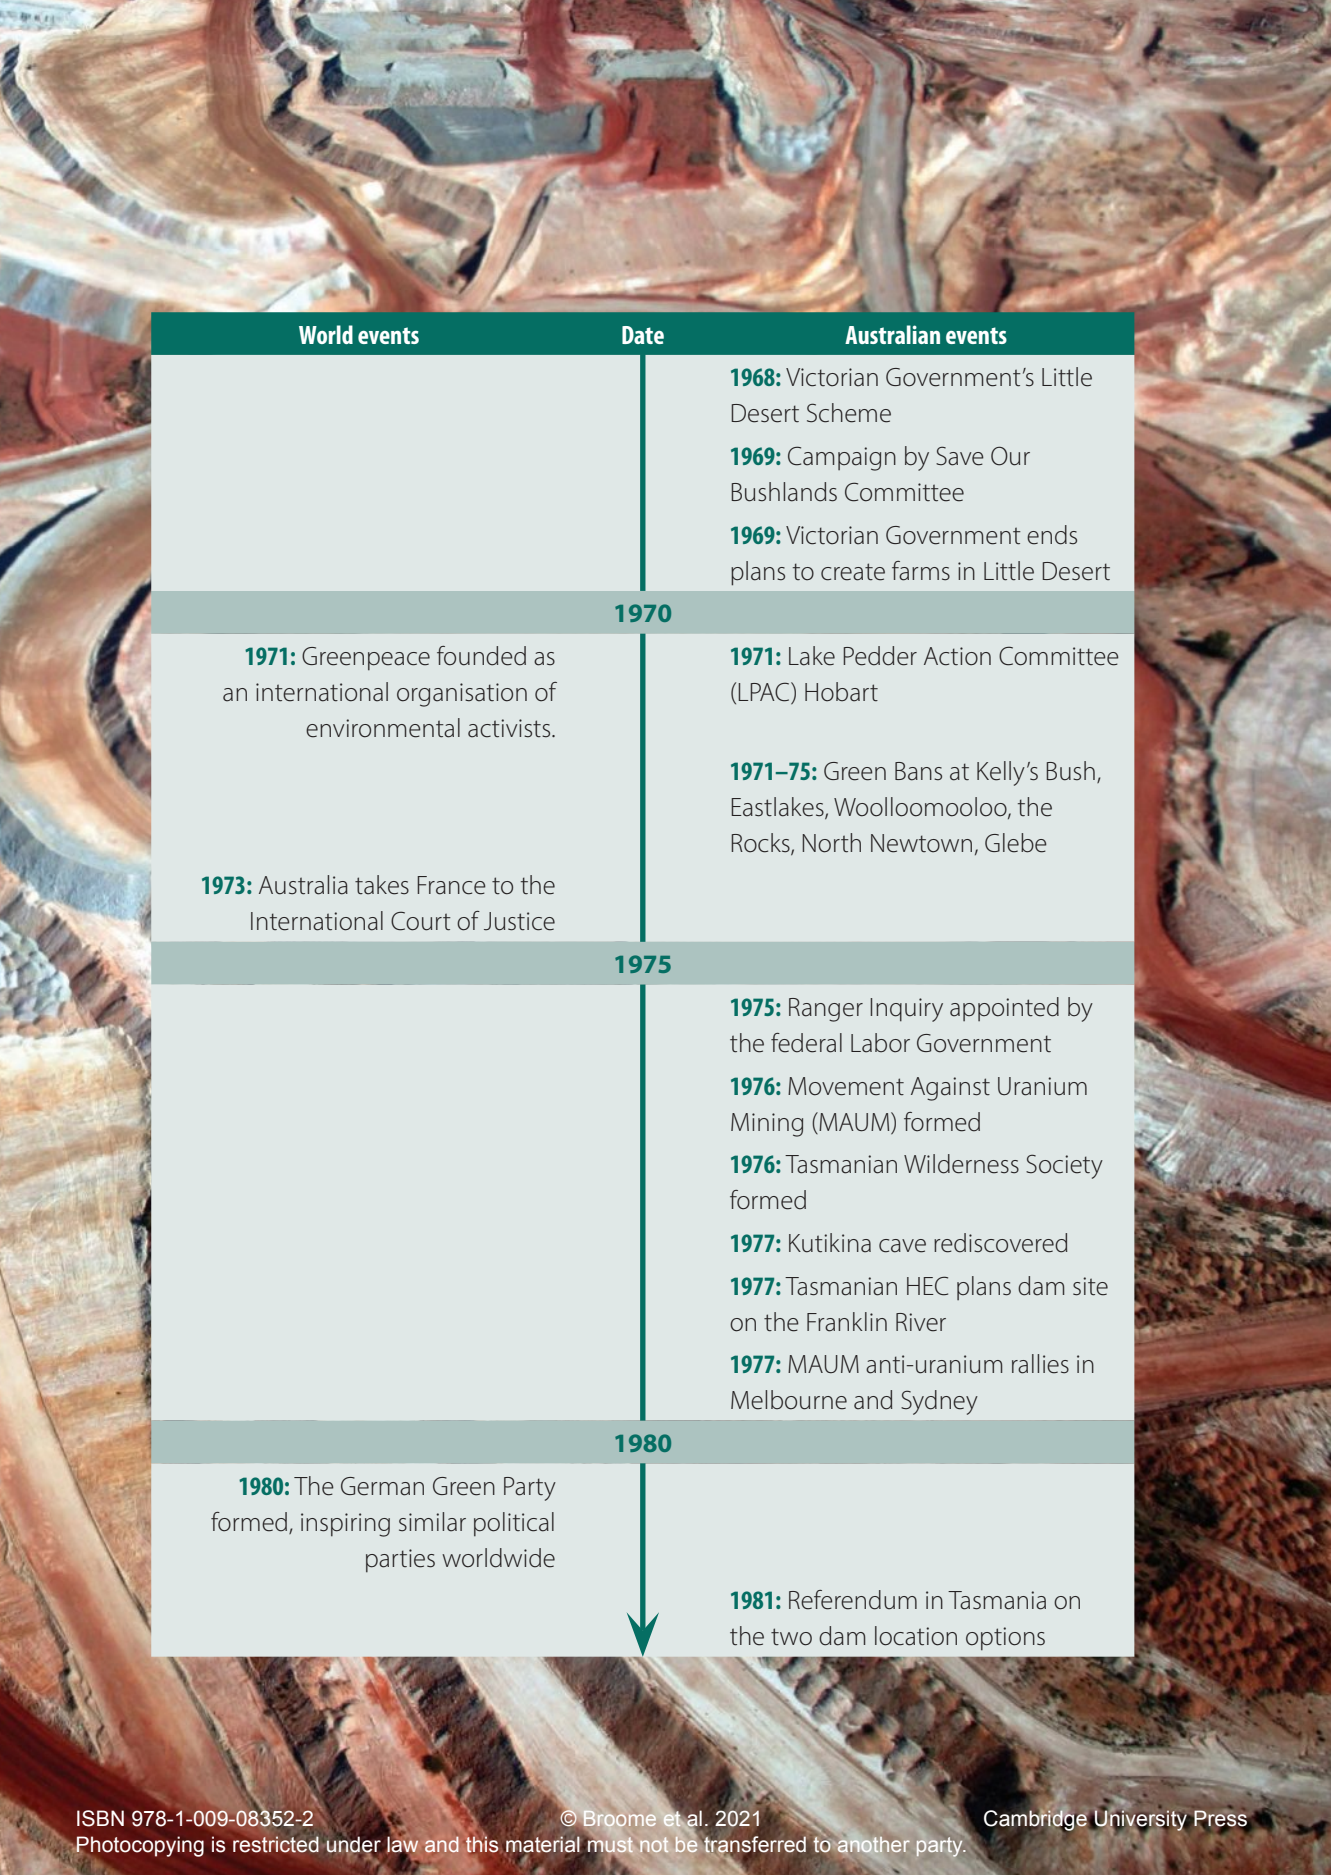 World events Date Australian events
1968: Victorian Government’s Little
Desert Scheme
1969: Campaign by Save Our
Bushlands Committee
1969: Victorian Government ends
plans to create farms in Little Desert
1970
1971: Greenpeace founded as
an international organisation of
environmental activists.
1971: Lake Pedder Action Committee
(LPAC) Hobart
1971–75: Green Bans at Kelly’s Bush,
Eastlakes, Woolloomooloo, the
Rocks, North Newtown, Glebe
1973: Australia takes France to the
International Court of Justice
1975
1975: Ranger Inquiry appointed by
the federal Labor Government
1976: Movement Against Uranium
Mining (MAUM) formed
1976: Tasmanian Wilderness Society
formed
1977: Kutikina cave rediscovered
1977: Tasmanian HEC plans dam site
on the Franklin River
1977: MAUM anti-uranium rallies in
Melbourne and Sydney
1980
1980: The German Green Party
formed, inspiring similar political
parties worldwide
1981: Referendum in Tasmania on
the two dam location options
ISBN 978-1-009-08352-2 © Broome et al. 2021 Cambridge University Press
Photocopying is restricted under law and this material must not be transferred to another party.